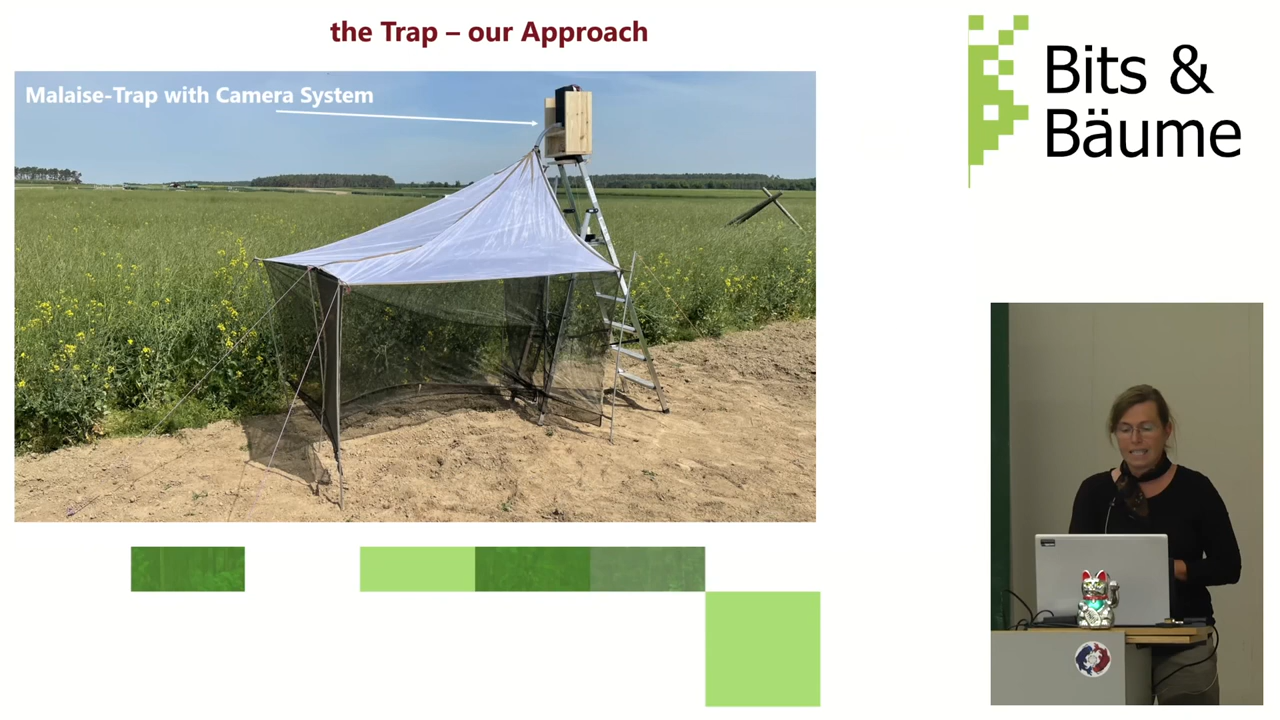 the Trap – our Approach
Malaise-Trap with Camera System
Bits &
Bäume